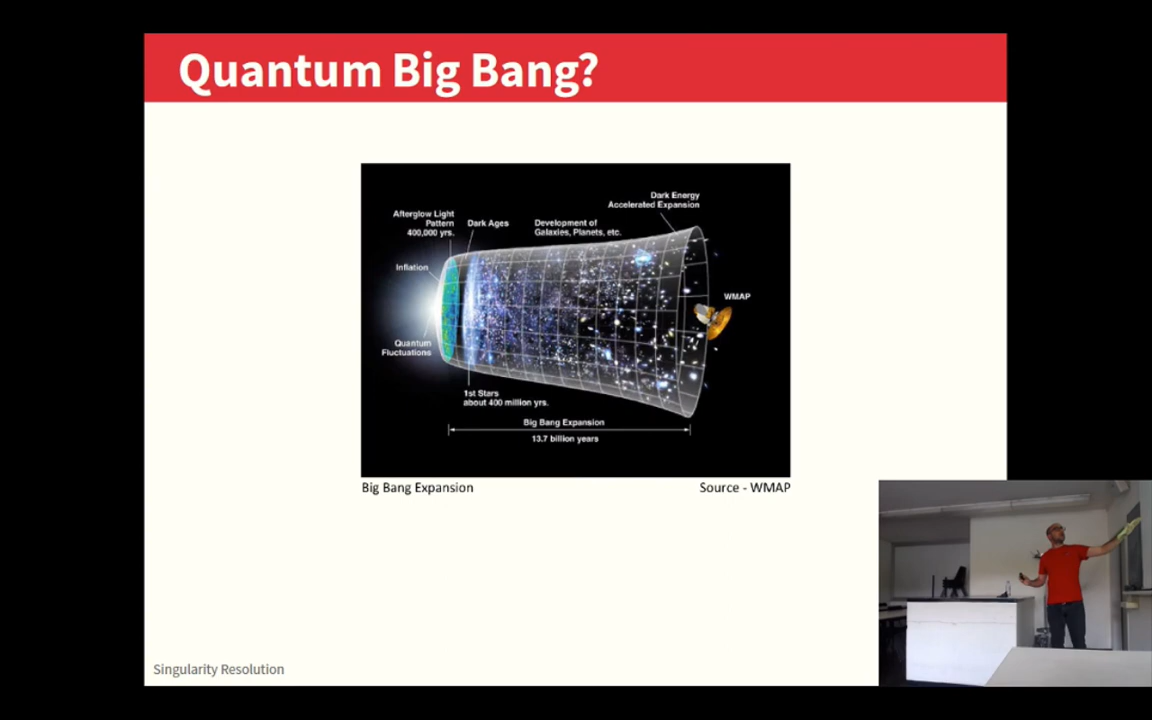 Quantum Big Bang?
Dark Energy
Accelerated Expansion
Afterglow Light
Pattern
400,000 yrs.
Dark Ages
Development of
Galaxies, Planets, etc.
Inflation
WMAP
Quantum
Fluctuations
1st Stars
about 400 million yrs.
Big Bang Expansion
13.7 billion years
Big Bang Expansion
Source - WMAP
Singularity Resolution